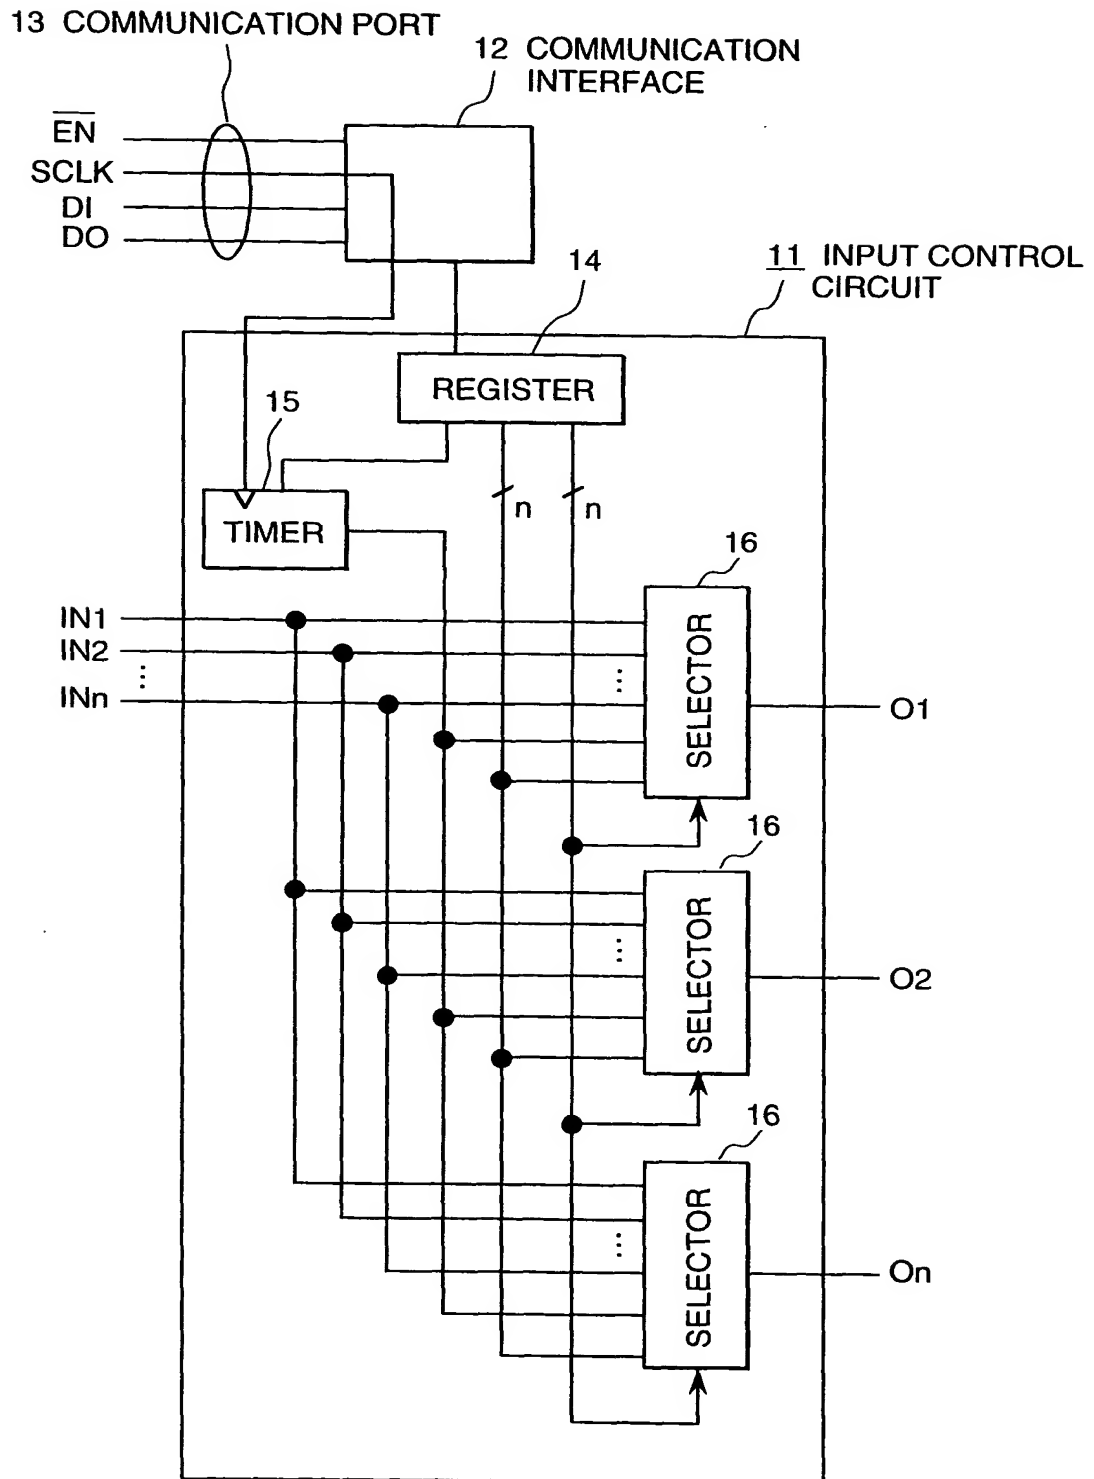 13 COMMUNICATION PORT
12 COMMUNICATION
INTERFACE
E̅N̅
SCLK
DI
DO
11 INPUT CONTROL
CIRCUIT
14
REGISTER
15
TIMER
n
n
16
IN1
IN2
⋮
INn
⋮
SELECTOR
O1
16
⋮
SELECTOR
O2
16
⋮
SELECTOR
On